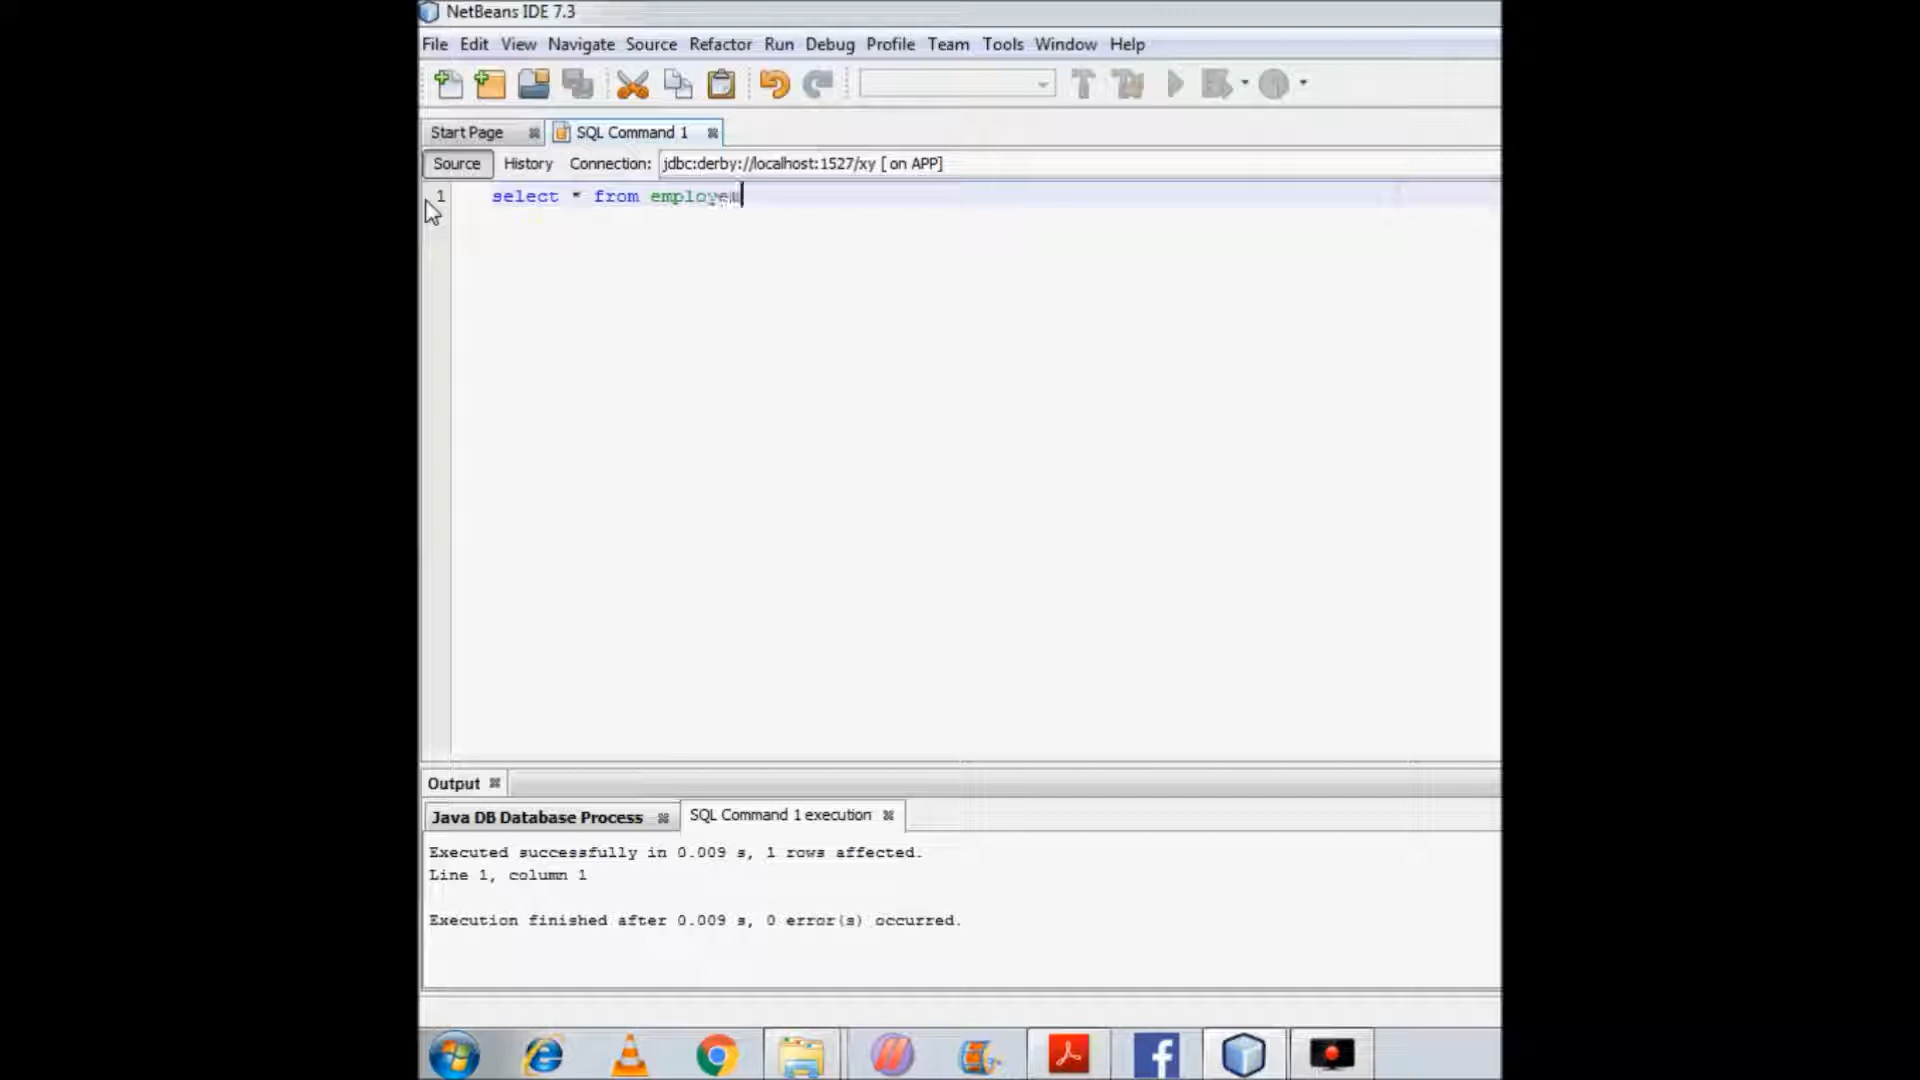 NetBeans IDE 7.3
File Edit View Navigate Source Refactor Run Debug Profile Team Tools Window Help
Start Page SQL Command 1
Source History Connection: jdbc:derby://localhost:1527/xy [ on APP]
1 select * from
Output
Java DB Database Process SQL Command 1 execution
Executed successfully in 0.009 s, 1 rows affected.
Line 1, column 1
Execution finished after 0.009 s, 0 error(s) occurred.